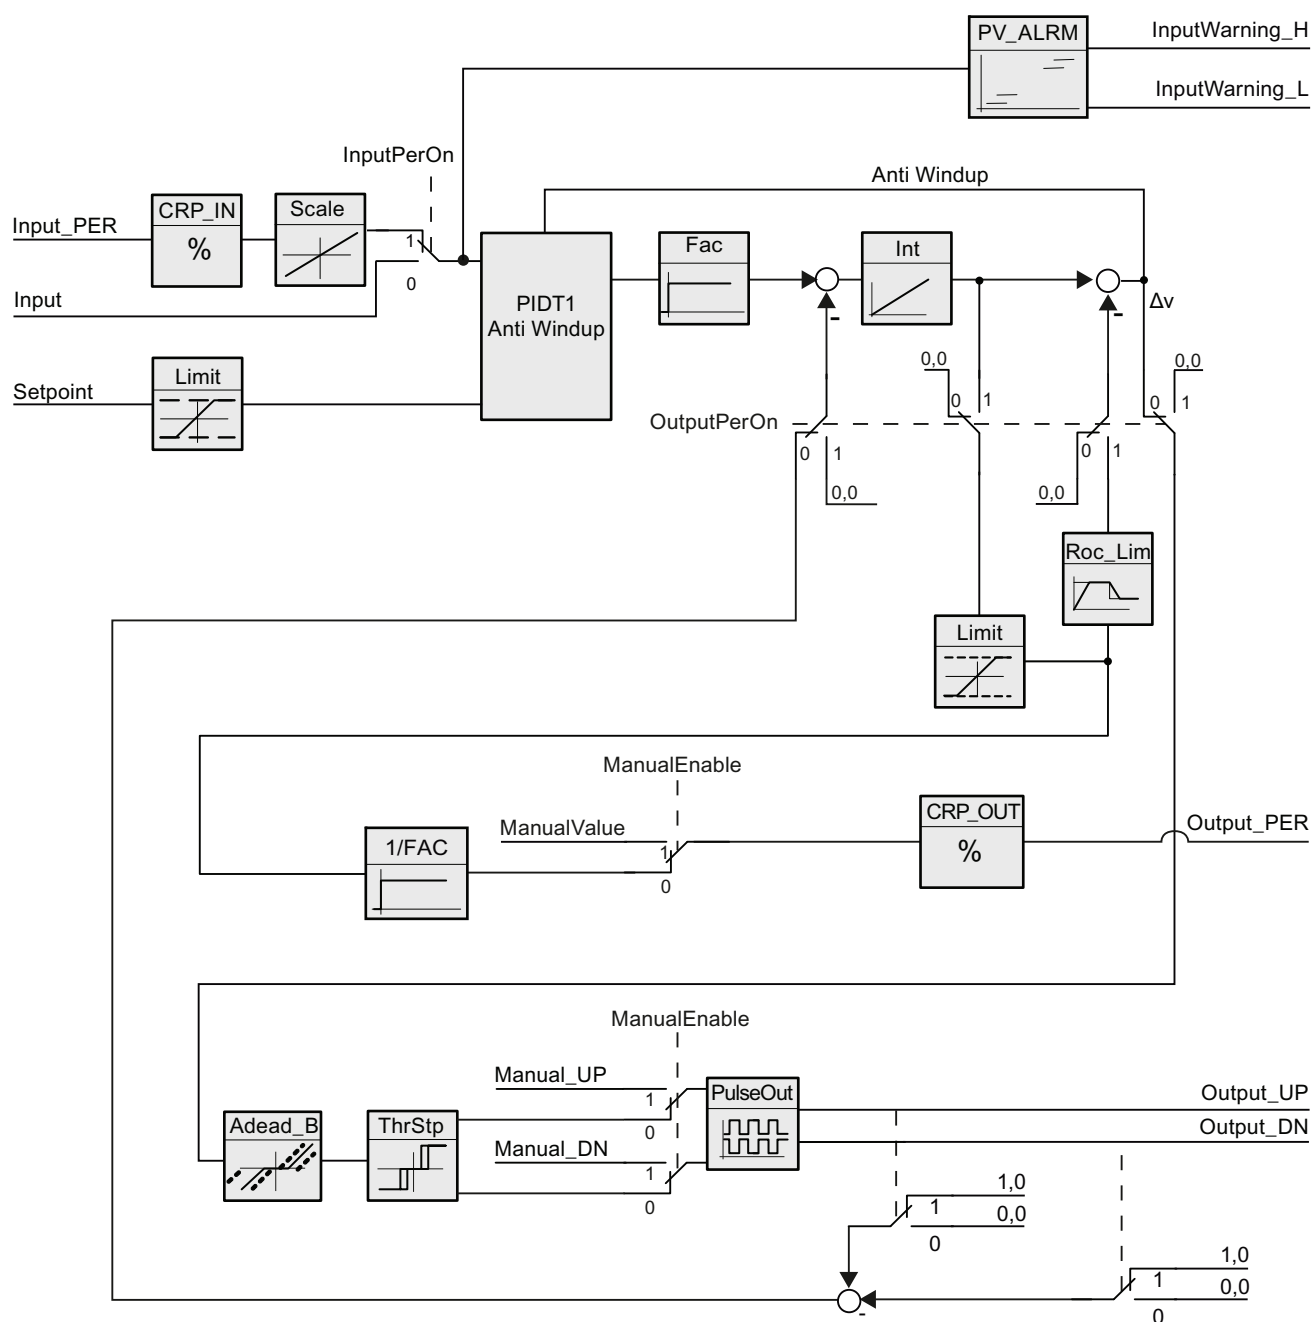 PV_ALRM
InputWarning_H
InputWarning_L
InputPerOn
Anti Windup
Input_PER
CRP_IN
%
Scale
1
0
Input
PIDT1
Anti Windup
Fac
Int
-
-
Δv
Setpoint
Limit
0,0
0,0
OutputPerOn
0
1
0
1
0
1
0
1
0,0
0,0
Roc_Lim
Limit
ManualEnable
ManualValue
1
0
1/FAC
CRP_OUT
%
Output_PER
ManualEnable
Manual_UP
1
0
Manual_DN
1
0
PulseOut
Output_UP
Output_DN
Adead_B
ThrStp
1,0
1
0,0
0
1,0
1
0,0
0
-